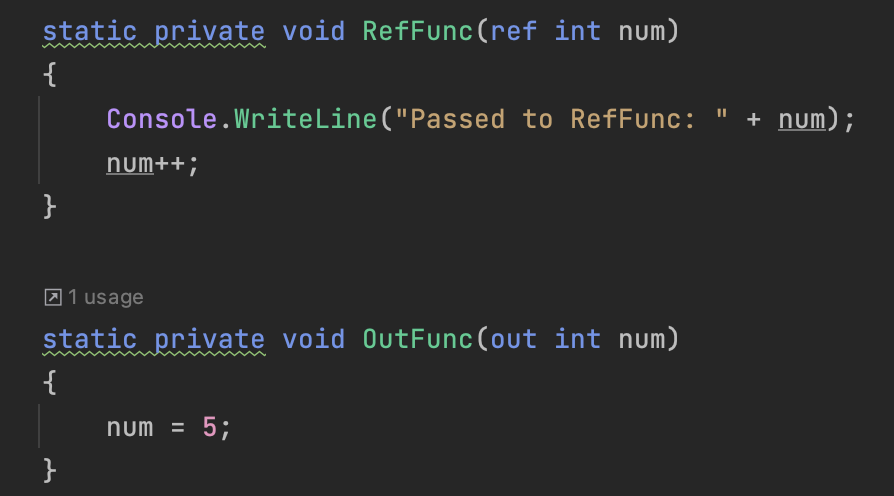 static private void RefFunc(ref int num)
{
Console.WriteLine("Passed to RefFunc: " + num);
num++;
}
1 usage
static private void OutFunc(out int num)
{
num = 5;
}